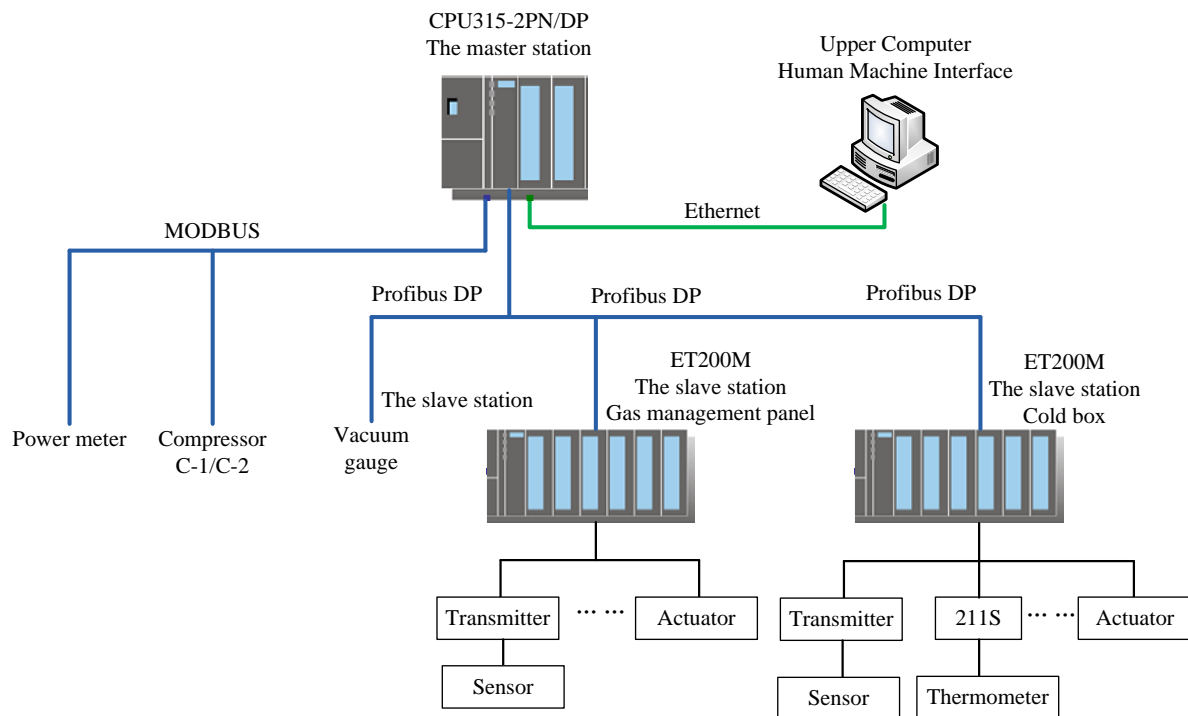 CPU315-2PN/DP
The master station
Upper Computer
Human Machine Interface
Ethernet
MODBUS
Profibus DP
Profibus DP
Profibus DP
Power meter
Compressor
C-1/C-2
The slave station
Vacuum
gauge
ET200M
The slave station
Gas management panel
ET200M
The slave station
Cold box
Transmitter
... ...
Actuator
Sensor
Transmitter
211S
... ...
Actuator
Sensor
Thermometer